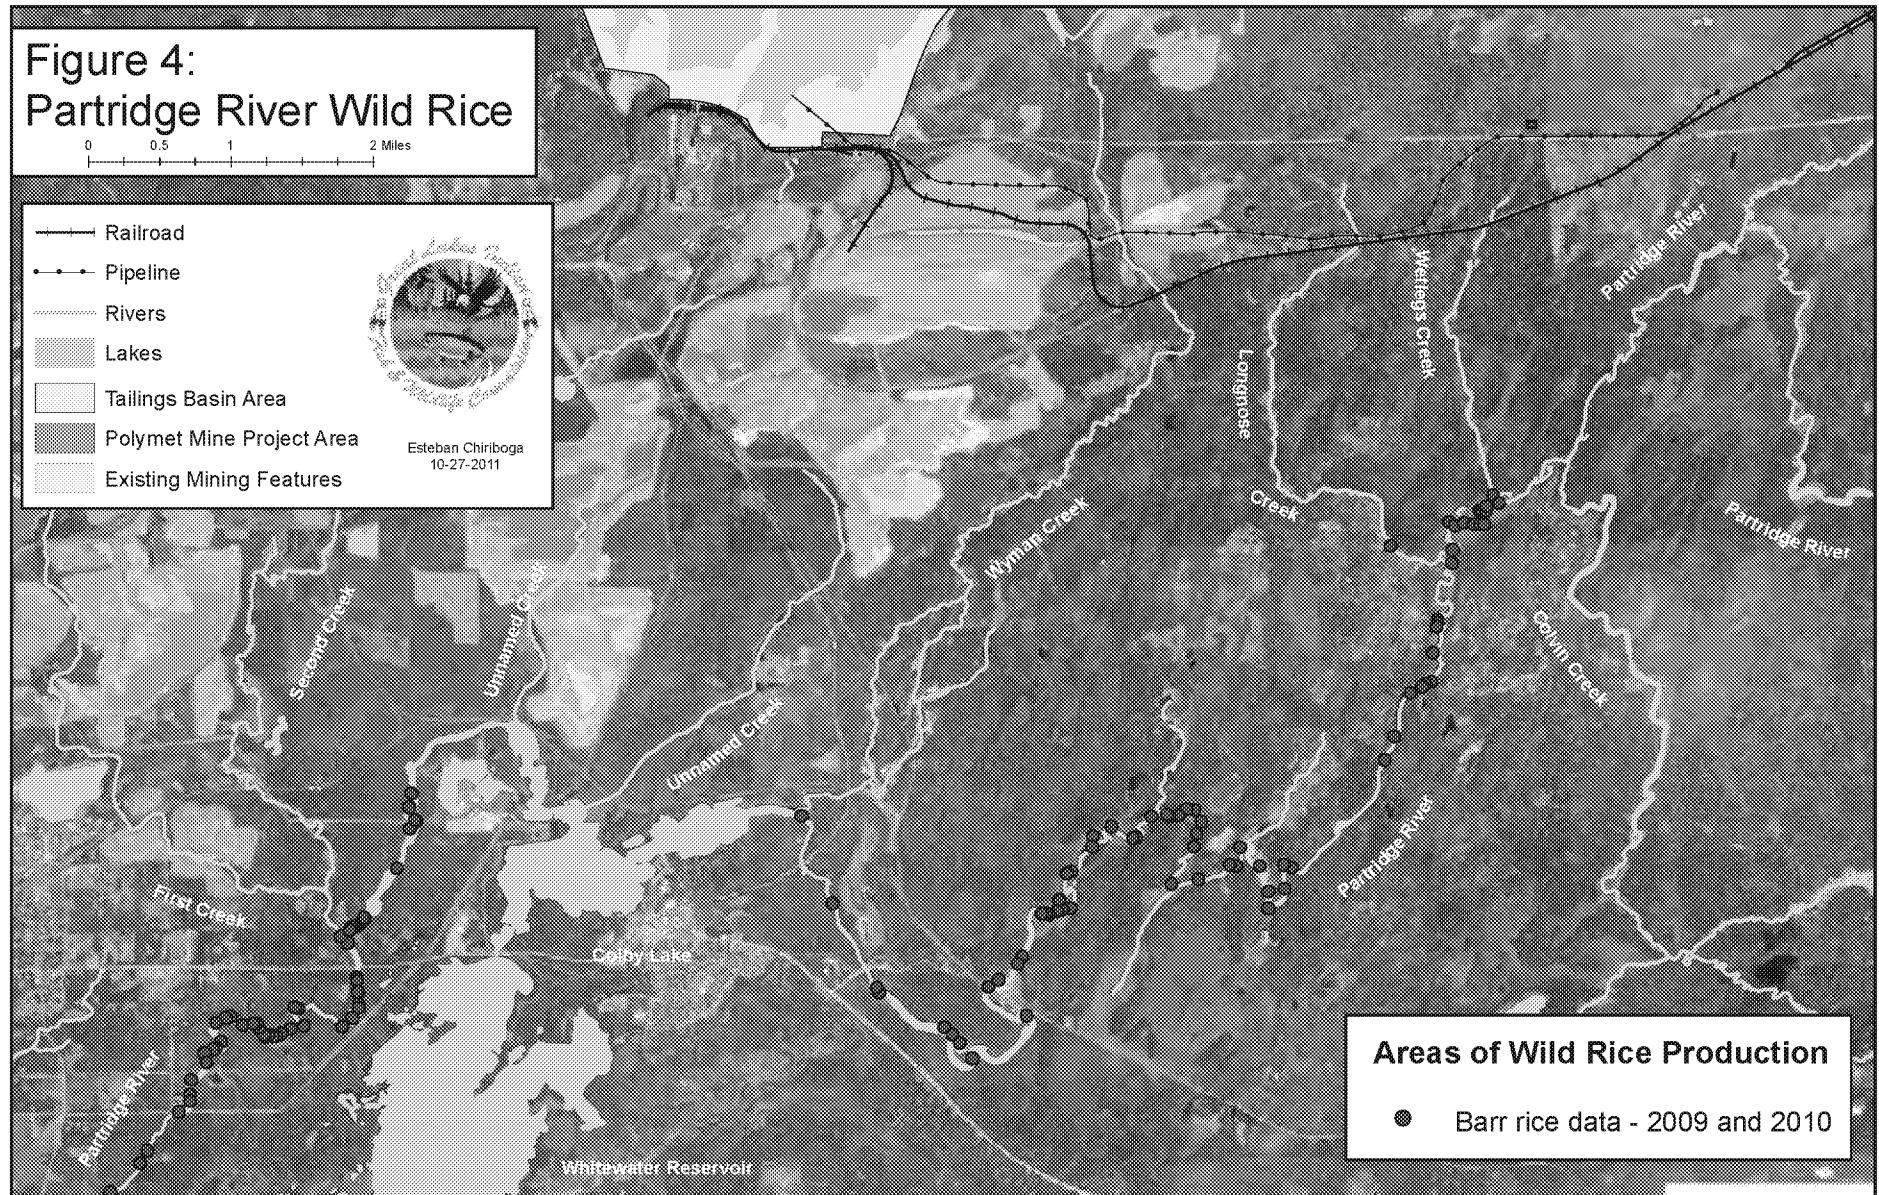 Figure 4:
Partridge River Wild Rice
0 0.5 1 2 Miles
Railroad
Pipeline
Rivers
Lakes
Tailings Basin Area
Polymet Mine Project Area
Existing Mining Features
Esteban Chiriboga
10-27-2011
Partridge River
Wetlegs Creek
Longnose
Creek
Wyman Creek
Partridge River
Colvin Creek
Second Creek
Unnamed Creek
Unnamed Creek
Partridge River
First Creek
Colby Lake
Partridge River
Whitewater Reservoir
Areas of Wild Rice Production
Barr rice data - 2009 and 2010